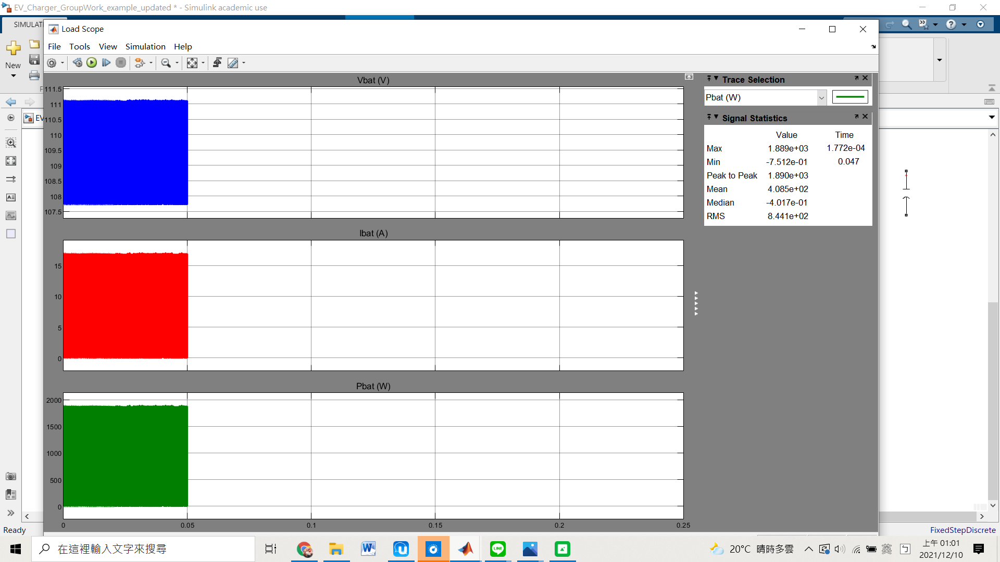 EV_Charger_GroupWork_example_updated * - Simulink academic use
SIMULAT
Load Scope
File Tools View Simulation Help
New
F
EV
Vbat (V)
111.5
111
110.5
110
109.5
109
108.5
108
107.5
Ibat (A)
15
10
5
0
Pbat (W)
2000
1500
1000
500
0
0 0.05 0.1 0.15 0.2 0.25
Trace Selection
Pbat (W)
Signal Statistics
Value Time
Max 1.889e+03 1.772e-04
Min -7.512e-01 0.047
Peak to Peak 1.890e+03
Mean 4.085e+02
Median -4.017e-01
RMS 8.441e+02
Ready
FixedStepDiscrete
在這裡輸入文字來搜尋
LINE
20°C 晴時多雲
英
ㄅ
上午 01:01
2021/12/10